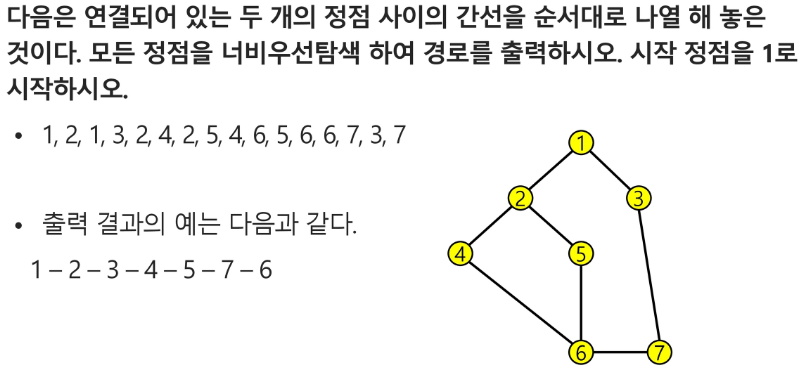 다음은 연결되어 있는 두 개의 정점 사이의 간선을 순서대로 나열 해 놓은
것이다. 모든 정점을 너비우선탐색 하여 경로를 출력하시오. 시작 정점을 1로
시작하시오.
• 1, 2, 1, 3, 2, 4, 2, 5, 4, 6, 5, 6, 6, 7, 3, 7
• 출력 결과의 예는 다음과 같다.
1 – 2 – 3 – 4 – 5 – 7 – 6
1
2 3
4 5
6 7